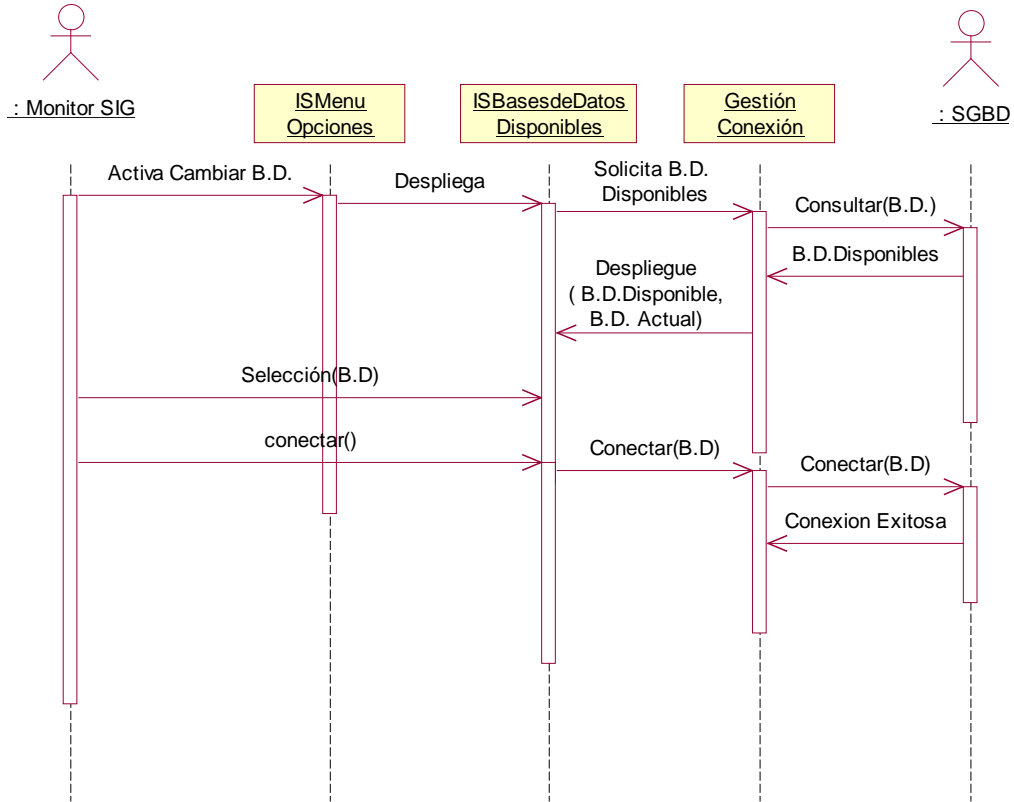 : Monitor SIG
ISMenu
Opciones
ISBasesdeDatos
Disponibles
Gestión
Conexión
: SGBD
Activa Cambiar B.D.
Despliega
Solicita B.D.
Disponibles
Consultar(B.D.)
B.D.Disponibles
Despliegue
( B.D.Disponible,
B.D. Actual)
Selección(B.D)
conectar()
Conectar(B.D)
Conectar(B.D)
Conexion Exitosa